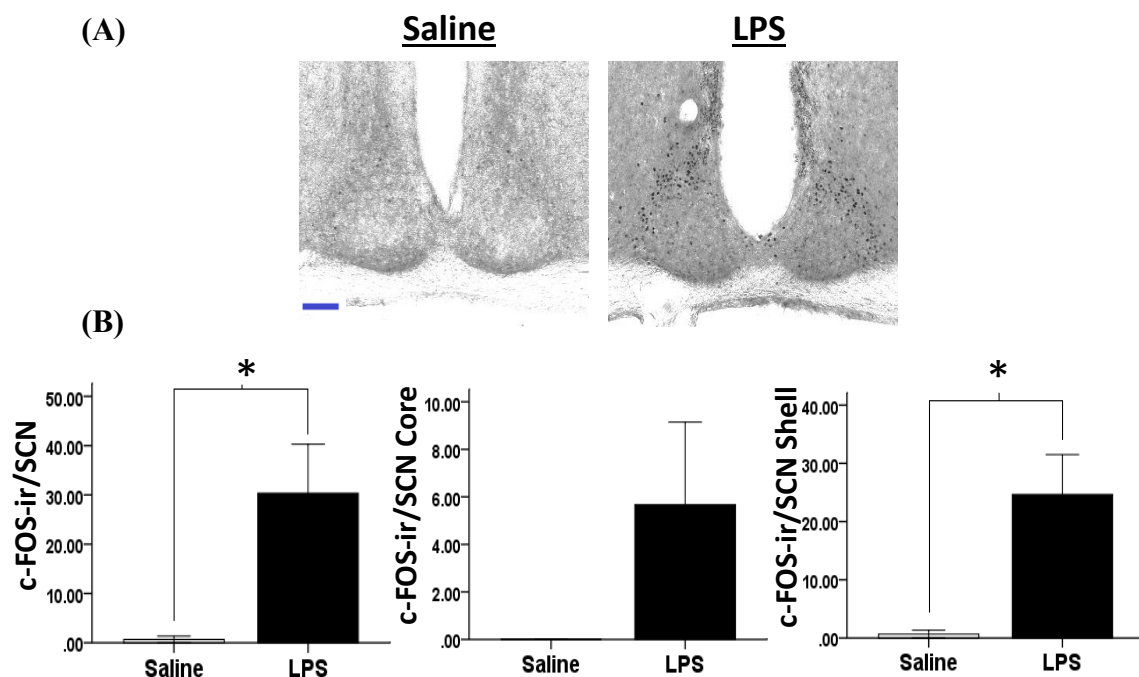 (A)
Saline
LPS
(B)
c-FOS-ir/SCN
50.00
40.00
30.00
20.00
10.00
.00
*
Saline
LPS
c-FOS-ir/SCN Core
10.00
8.00
6.00
4.00
2.00
.00
Saline
LPS
c-FOS-ir/SCN Shell
40.00
30.00
20.00
10.00
.00
*
Saline
LPS